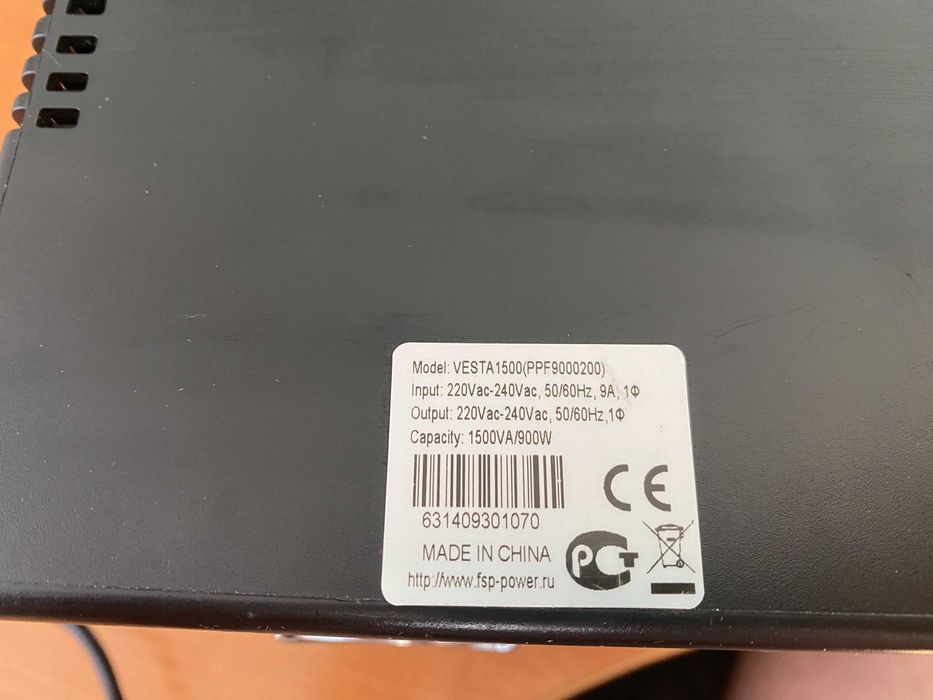 Model: VESTA1500(PPF9000200)
Input: 220Vac-240Vac, 50/60Hz, 9A, 1Φ
Output: 220Vac-240Vac, 50/60Hz,1Φ
Capacity: 1500VA/900W
631409301070
CE
MADE IN CHINA
РСТ
http://www.fsp-power.ru